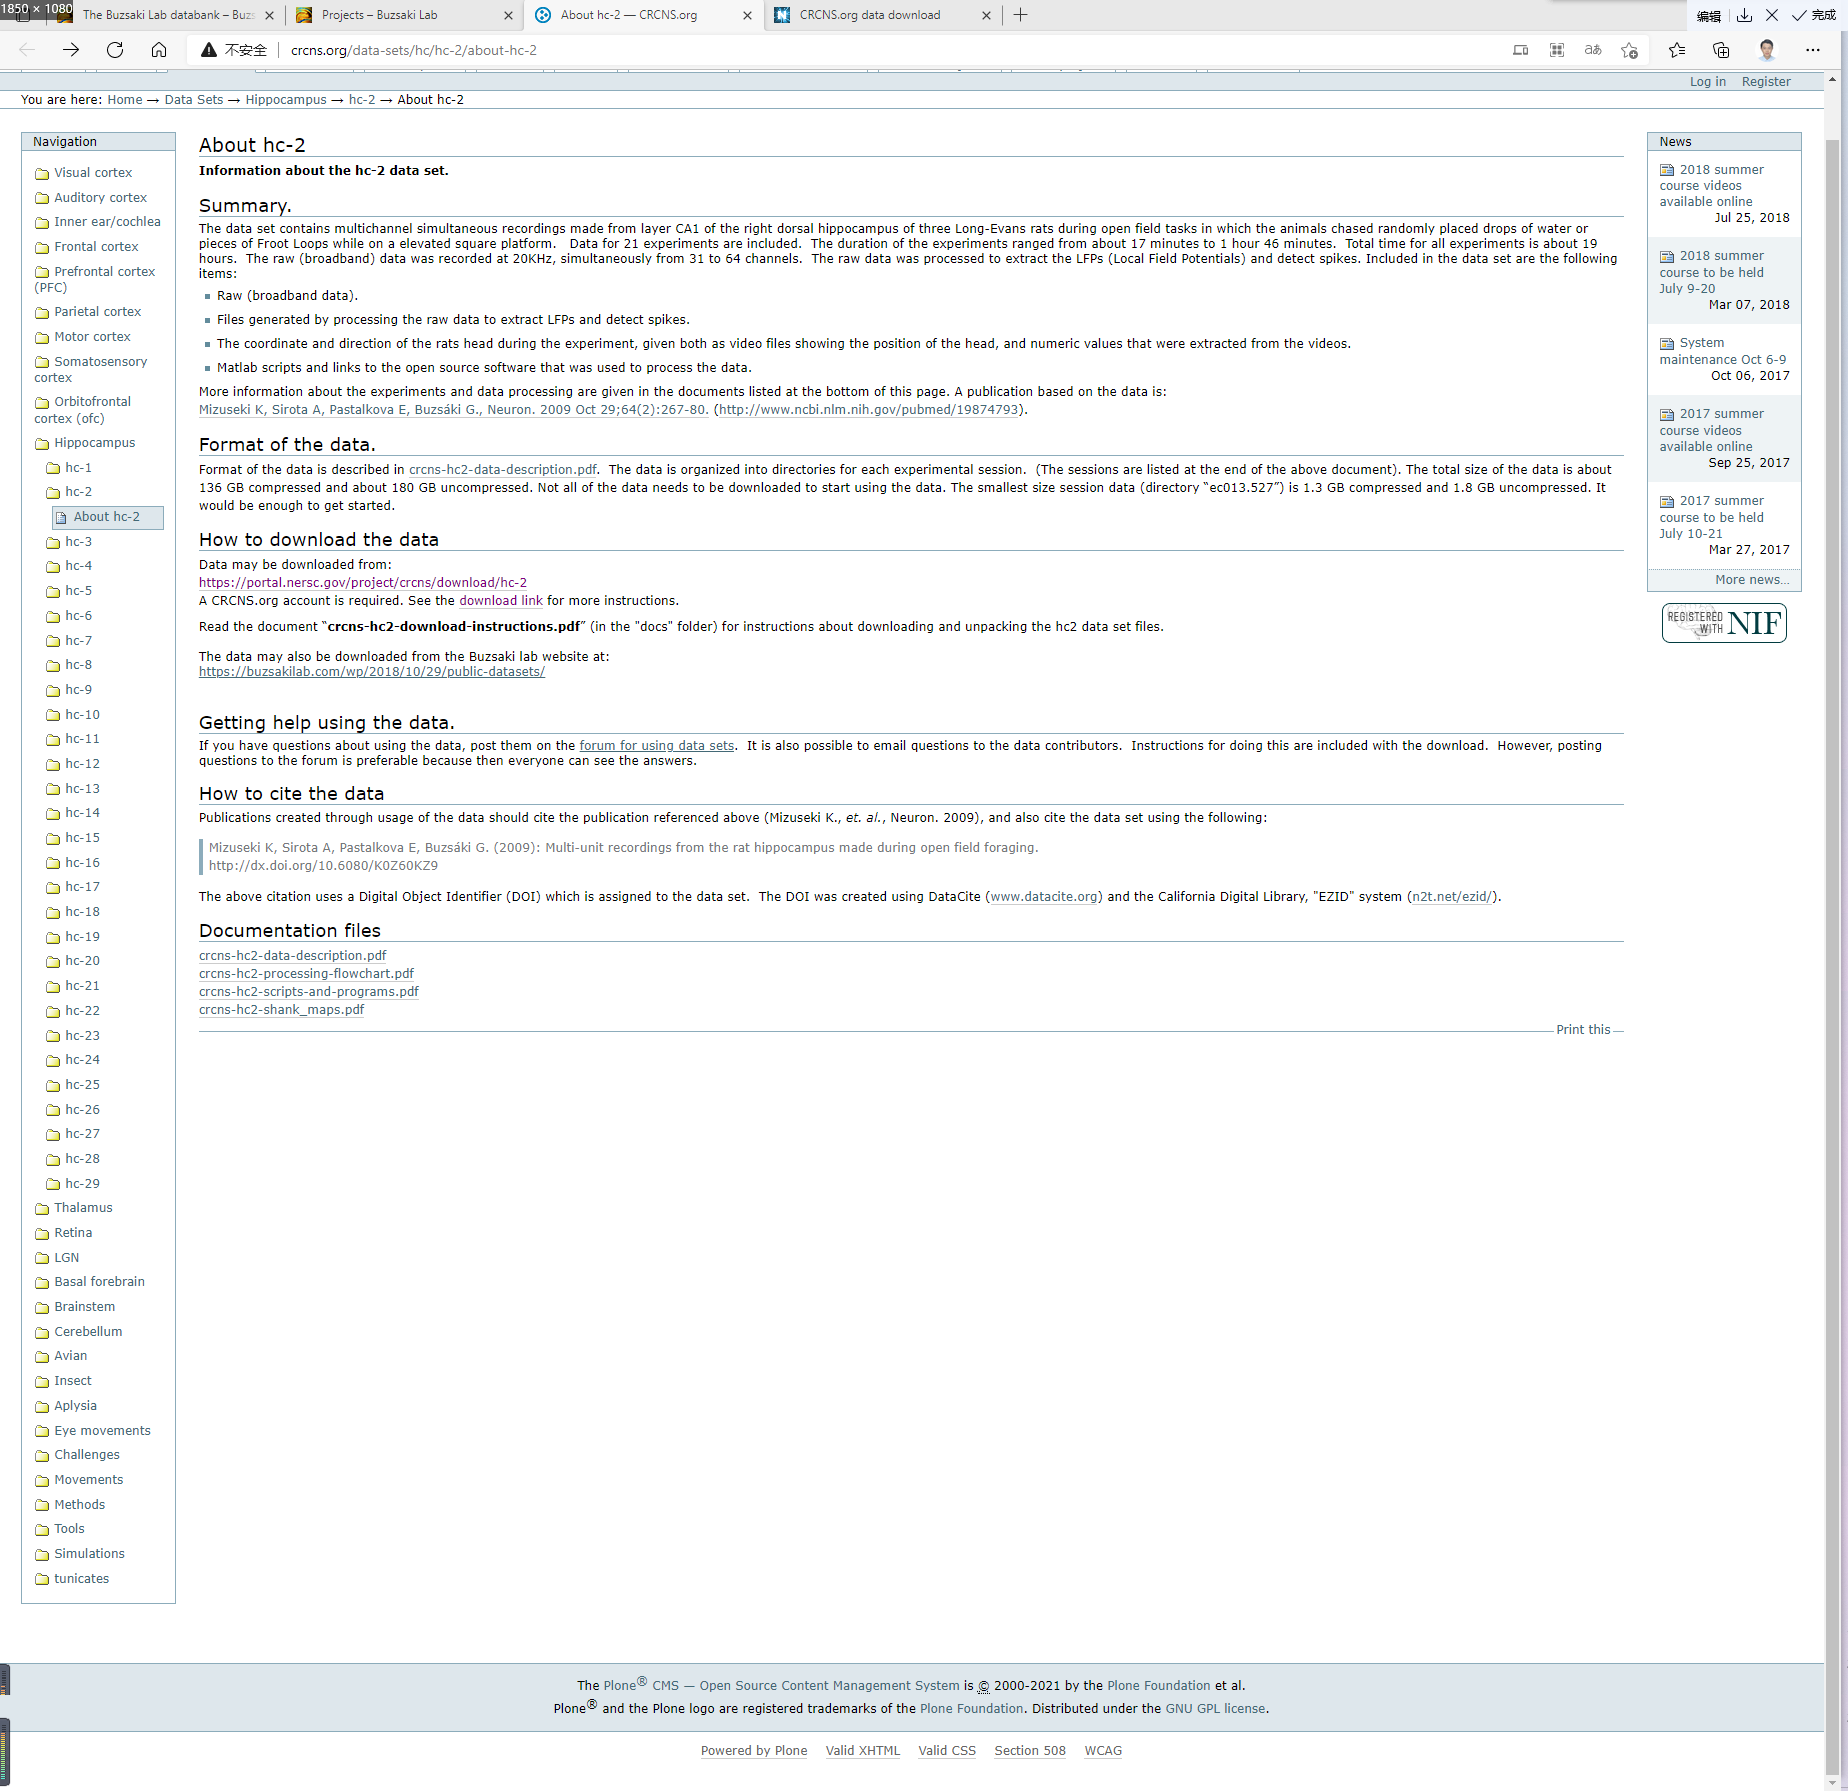 1850 × 1080
The Buzsaki Lab databank – Buzs
Projects – Buzsaki Lab
About hc-2 — CRCNS.org
CRCNS.org data download
编辑
完成
不安全
crcns.org/data-sets/hc/hc-2/about-hc-2
Log in Register
You are here: Home → Data Sets → Hippocampus → hc-2 → About hc-2
Navigation
Visual cortex
Auditory cortex
Inner ear/cochlea
Frontal cortex
Prefrontal cortex
(PFC)
Parietal cortex
Motor cortex
Somatosensory
cortex
Orbitofrontal
cortex (ofc)
Hippocampus
hc-1
hc-2
About hc-2
hc-3
hc-4
hc-5
hc-6
hc-7
hc-8
hc-9
hc-10
hc-11
hc-12
hc-13
hc-14
hc-15
hc-16
hc-17
hc-18
hc-19
hc-20
hc-21
hc-22
hc-23
hc-24
hc-25
hc-26
hc-27
hc-28
hc-29
Thalamus
Retina
LGN
Basal forebrain
Brainstem
Cerebellum
Avian
Insect
Aplysia
Eye movements
Challenges
Movements
Methods
Tools
Simulations
tunicates
About hc-2
Information about the hc-2 data set.
Summary.
The data set contains multichannel simultaneous recordings made from layer CA1 of the right dorsal hippocampus of three Long-Evans rats during open field tasks in which the animals chased randomly placed drops of water or
pieces of Froot Loops while on a elevated square platform.   Data for 21 experiments are included.  The duration of the experiments ranged from about 17 minutes to 1 hour 46 minutes.  Total time for all experiments is about 19
hours.  The raw (broadband) data was recorded at 20KHz, simultaneously from 31 to 64 channels.  The raw data was processed to extract the LFPs (Local Field Potentials) and detect spikes. Included in the data set are the following
items:
Raw (broadband data).
Files generated by processing the raw data to extract LFPs and detect spikes.
The coordinate and direction of the rats head during the experiment, given both as video files showing the position of the head, and numeric values that were extracted from the videos.
Matlab scripts and links to the open source software that was used to process the data.
More information about the experiments and data processing are given in the documents listed at the bottom of this page. A publication based on the data is:
Mizuseki K, Sirota A, Pastalkova E, Buzsáki G., Neuron. 2009 Oct 29;64(2):267-80. (http://www.ncbi.nlm.nih.gov/pubmed/19874793).
Format of the data.
Format of the data is described in crcns-hc2-data-description.pdf.  The data is organized into directories for each experimental session.  (The sessions are listed at the end of the above document). The total size of the data is about
136 GB compressed and about 180 GB uncompressed. Not all of the data needs to be downloaded to start using the data. The smallest size session data (directory “ec013.527”) is 1.3 GB compressed and 1.8 GB uncompressed. It
would be enough to get started.
How to download the data
Data may be downloaded from:
https://portal.nersc.gov/project/crcns/download/hc-2
A CRCNS.org account is required. See the download link for more instructions.
Read the document “crcns-hc2-download-instructions.pdf” (in the "docs" folder) for instructions about downloading and unpacking the hc2 data set files.
The data may also be downloaded from the Buzsaki lab website at:
https://buzsakilab.com/wp/2018/10/29/public-datasets/
Getting help using the data.
If you have questions about using the data, post them on the forum for using data sets.  It is also possible to email questions to the data contributors.  Instructions for doing this are included with the download.  However, posting
questions to the forum is preferable because then everyone can see the answers.
How to cite the data
Publications created through usage of the data should cite the publication referenced above (Mizuseki K., et. al., Neuron. 2009), and also cite the data set using the following:
Mizuseki K, Sirota A, Pastalkova E, Buzsáki G. (2009): Multi-unit recordings from the rat hippocampus made during open field foraging.
http://dx.doi.org/10.6080/K0Z60KZ9
The above citation uses a Digital Object Identifier (DOI) which is assigned to the data set.  The DOI was created using DataCite (www.datacite.org) and the California Digital Library, "EZID" system (n2t.net/ezid/).
Documentation files
crcns-hc2-data-description.pdf
crcns-hc2-processing-flowchart.pdf
crcns-hc2-scripts-and-programs.pdf
crcns-hc2-shank_maps.pdf
Print this
News
2018 summer
course videos
available online
Jul 25, 2018
2018 summer
course to be held
July 9-20
Mar 07, 2018
System
maintenance Oct 6-9
Oct 06, 2017
2017 summer
course videos
available online
Sep 25, 2017
2017 summer
course to be held
July 10-21
Mar 27, 2017
More news…
REGISTERED
WITH NIF
The Plone® CMS — Open Source Content Management System is © 2000-2021 by the Plone Foundation et al.
Plone® and the Plone logo are registered trademarks of the Plone Foundation. Distributed under the GNU GPL license.
Powered by Plone Valid XHTML Valid CSS Section 508 WCAG